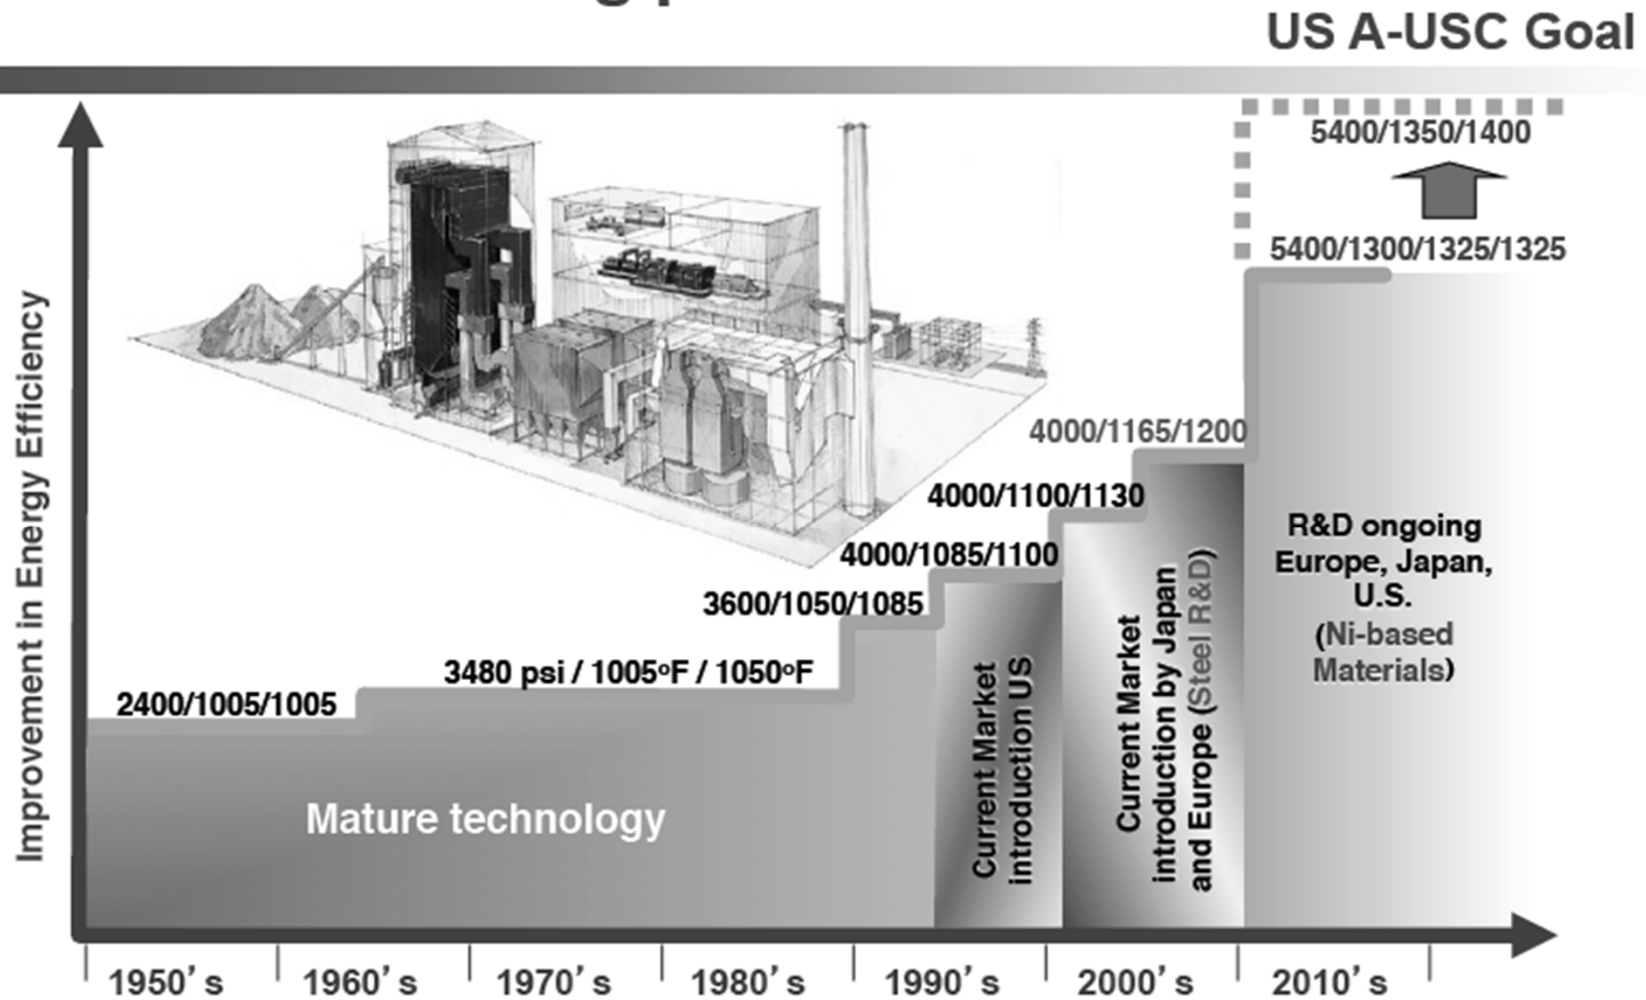 US A-USC Goal
5400/1350/1400
5400/1300/1325/1325
4000/1165/1200
4000/1100/1130
4000/1085/1100
3600/1050/1085
3480 psi / 1005ºF / 1050ºF
2400/1005/1005
Improvement in Energy Efficiency
Mature technology
Current Market
introduction US
Current Market
introduction by Japan
and Europe (Steel R&D)
R&D ongoing
Europe, Japan,
U.S.
(Ni-based
Materials)
1950's 1960's 1970's 1980's 1990's 2000's 2010's